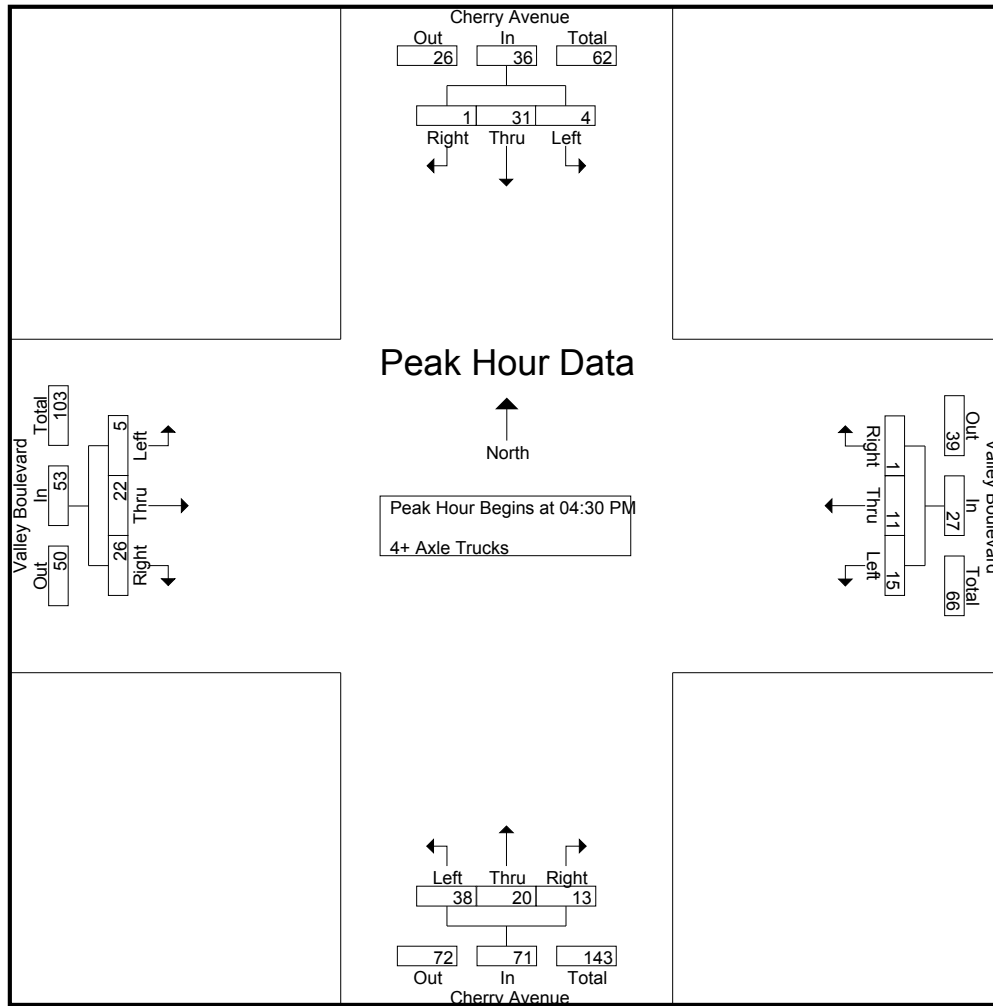 Cherry Avenue
Out In Total
26 36 62
1 31 4
Right Thru Left
Peak Hour Data
North
Peak Hour Begins at 04:30 PM
4+ Axle Trucks
Valley Boulevard
Total In Out
103 53 50
5 22 26
Left Thru Right
Right Thru Left
1 11 15
Out In Total
39 27 66
Valley Boulevard
Left Thru Right
38 20 13
72 71 143
Out In Total
Cherry Avenue